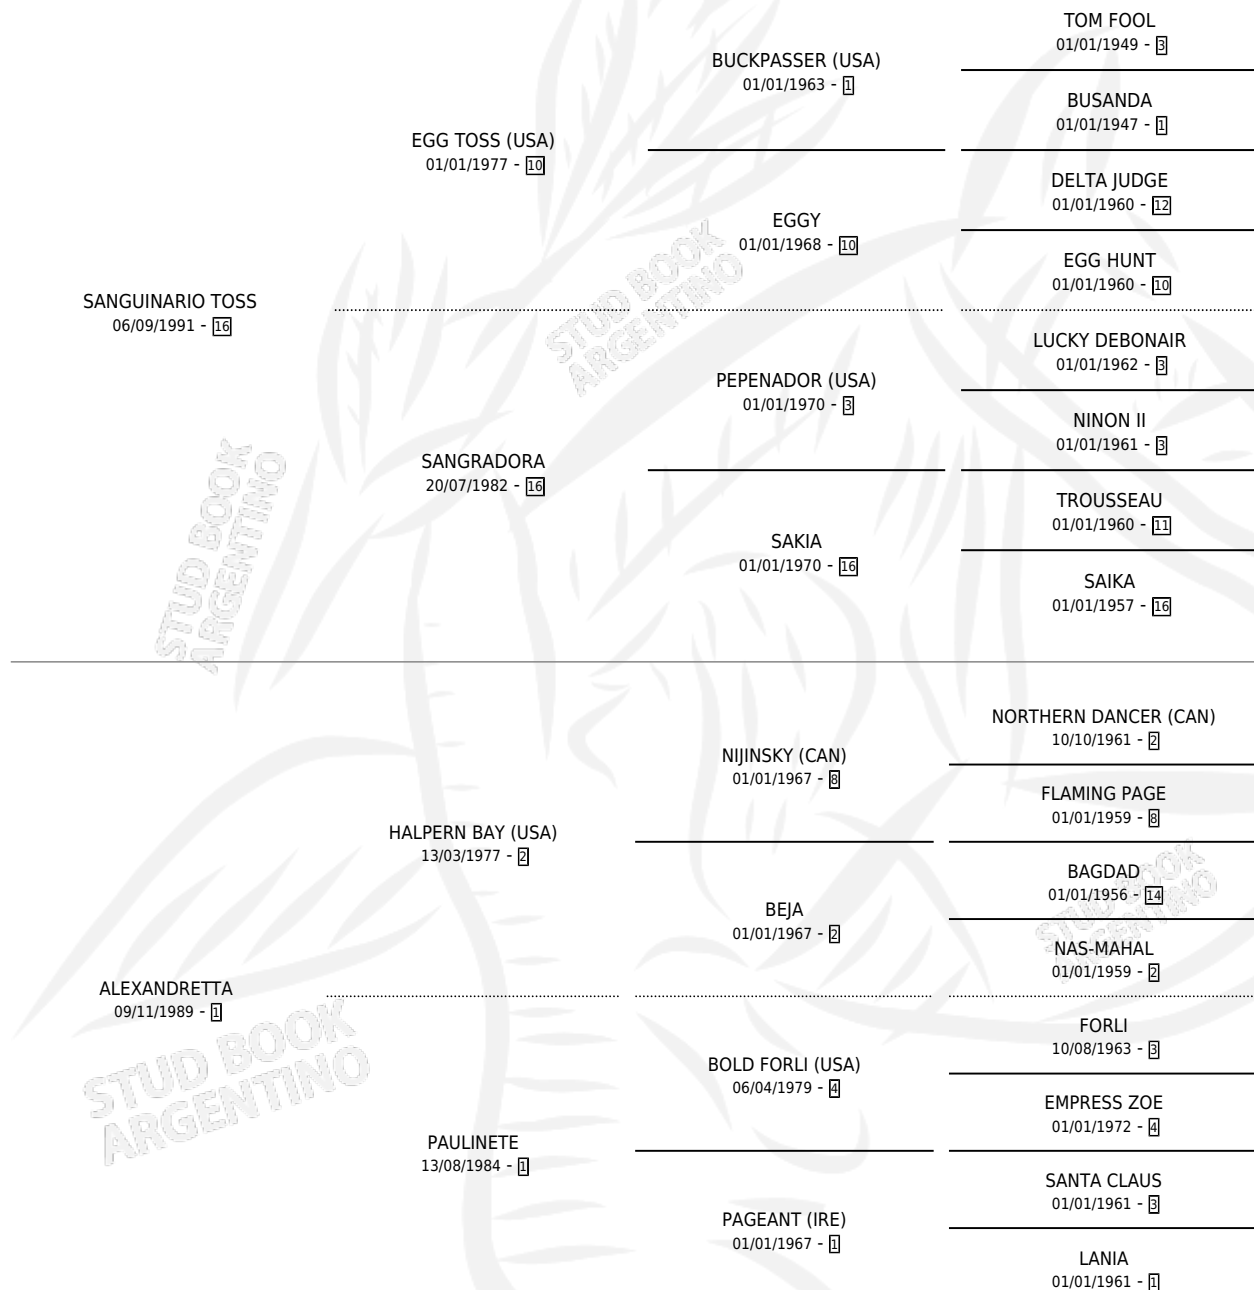 TOM FOOL
01/01/1949 - 3
BUCKPASSER (USA)
01/01/1963 - 1
BUSANDA
01/01/1947 - 1
EGG TOSS (USA)
01/01/1977 - 10
DELTA JUDGE
01/01/1960 - 12
EGGY
01/01/1968 - 10
EGG HUNT
01/01/1960 - 10
SANGUINARIO TOSS
06/09/1991 - 16
STUD BOOK
ARGENTINO
LUCKY DEBONAIR
01/01/1962 - 3
PEPENADOR (USA)
01/01/1970 - 3
NINON II
01/01/1961 - 3
SANGRADORA
20/07/1982 - 16
TROUSSEAU
01/01/1960 - 11
SAKIA
01/01/1970 - 16
SAIKA
01/01/1957 - 16
STUD BOOK
ARGENTINO
NORTHERN DANCER (CAN)
10/10/1961 - 2
NIJINSKY (CAN)
01/01/1967 - 8
FLAMING PAGE
01/01/1959 - 8
HALPERN BAY (USA)
13/03/1977 - 2
BAGDAD
01/01/1956 - 14
BEJA
01/01/1967 - 2
NAS-MAHAL
01/01/1959 - 2
STUD BOOK
ARGENTINO
ALEXANDRETTA
09/11/1989 - 1
FORLI
10/08/1963 - 3
BOLD FORLI (USA)
06/04/1979 - 4
EMPRESS ZOE
01/01/1972 - 4
STUD BOOK
ARGENTINO
PAULINETE
13/08/1984 - 1
SANTA CLAUS
01/01/1961 - 3
PAGEANT (IRE)
01/01/1967 - 1
LANIA
01/01/1961 - 1